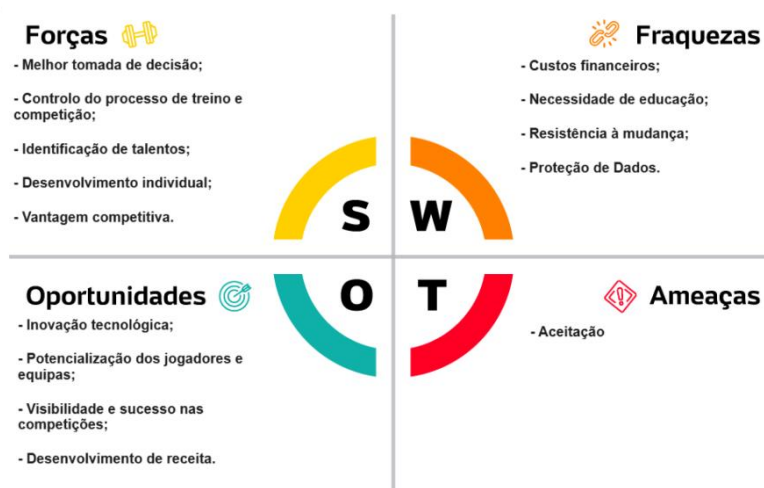 Forças
- Melhor tomada de decisão;
- Controlo do processo de treino e
competição;
- Identificação de talentos;
- Desenvolvimento individual;
- Vantagem competitiva.
Fraquezas
- Custos financeiros;
- Necessidade de educação;
- Resistência à mudança;
- Proteção de Dados.
S W
O T
Oportunidades
- Inovação tecnológica;
- Potencialização dos jogadores e
equipas;
- Visibilidade e sucesso nas
competições;
- Desenvolvimento de receita.
Ameaças
- Aceitação